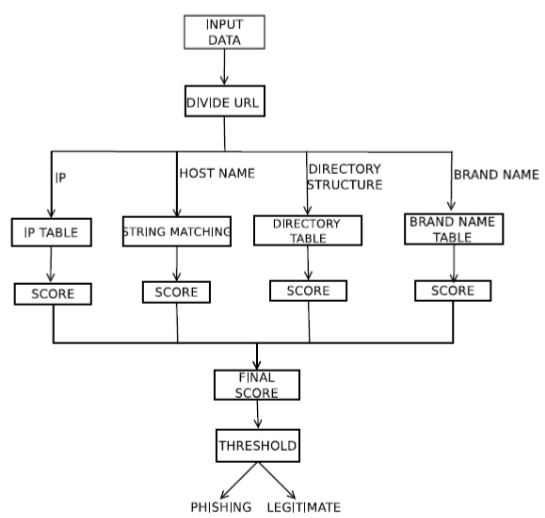 INPUT
DATA
DIVIDE URL
IP
HOST NAME
DIRECTORY
STRUCTURE
BRAND NAME
IP TABLE
STRING MATCHING
DIRECTORY
TABLE
BRAND NAME
TABLE
SCORE
SCORE
SCORE
SCORE
FINAL
SCORE
THRESHOLD
PHISHING
LEGITIMATE